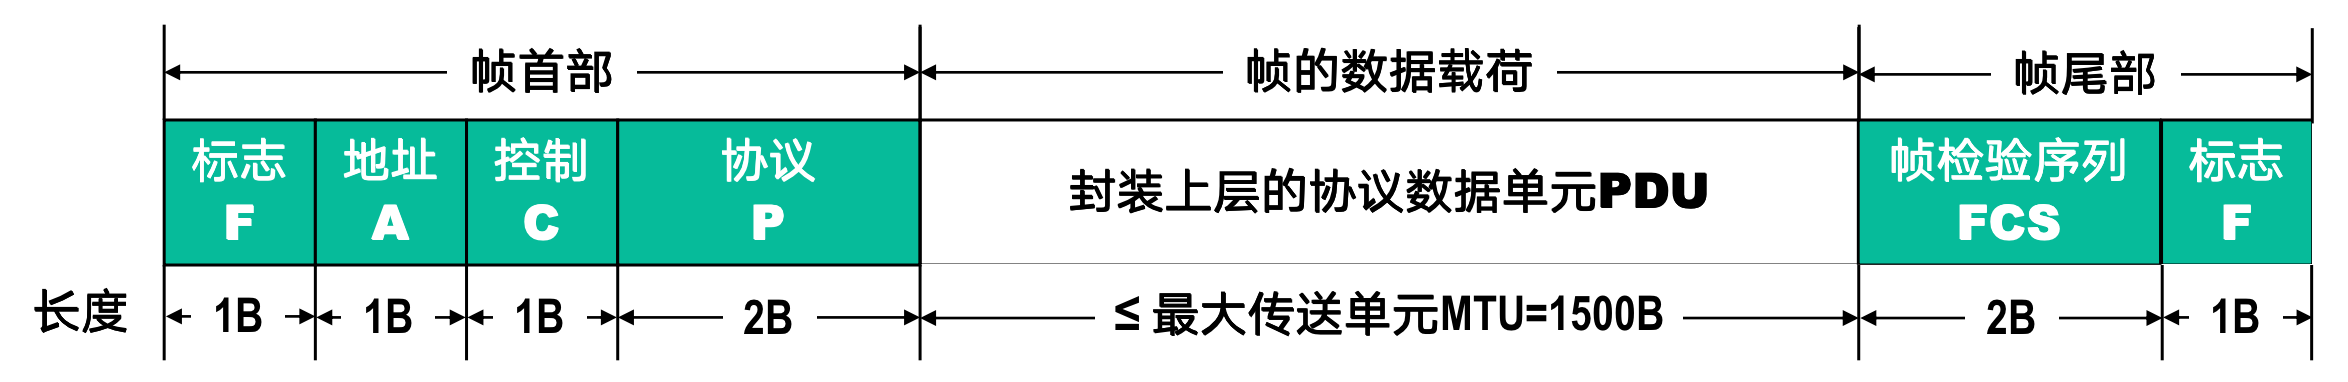 帧首部 帧的数据载荷 帧尾部
标志 地址 控制 协议 封装上层的协议数据单元PDU 帧检验序列 标志
F A C P FCS F
长度 1B 1B 1B 2B ≤ 最大传送单元MTU=1500B 2B 1B